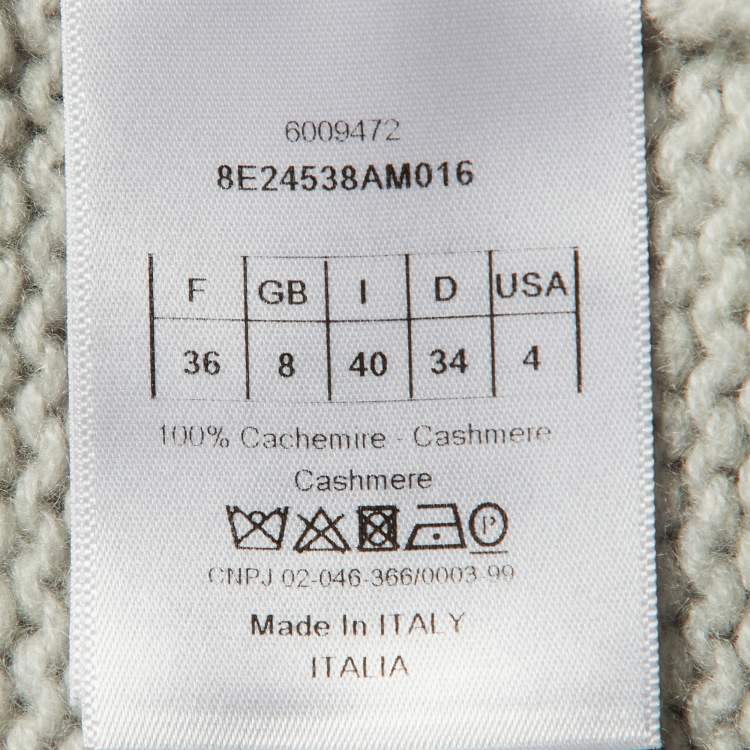 6009472
8E24538AM016
F GB I D USA
36 8 40 34 4
100% Cachemire - Cashmere
Cashmere
P
CNPJ 02-046-366/0003-99
Made In ITALY
ITALIA